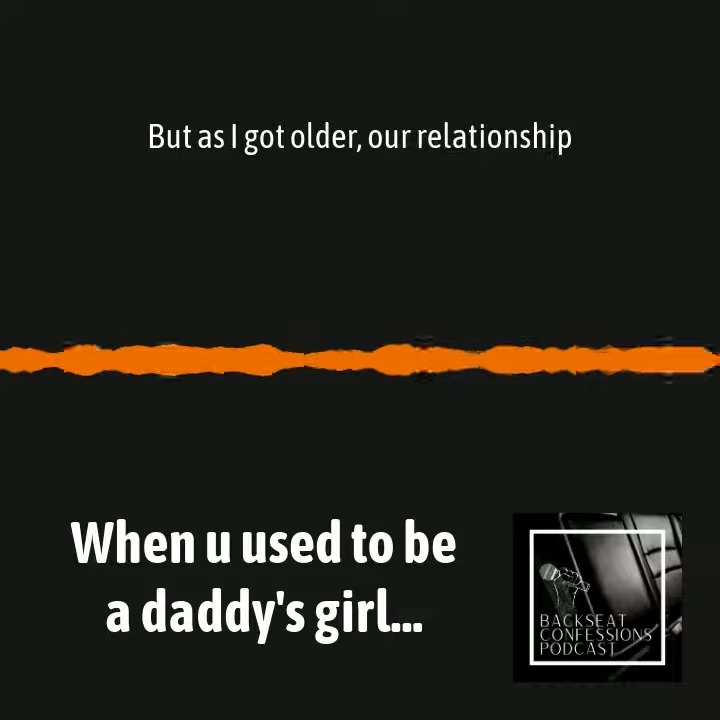 But as I got older, our relationship
When u used to be
a daddy's girl...
BACKSEAT
CONFESSIONS
PODCAST